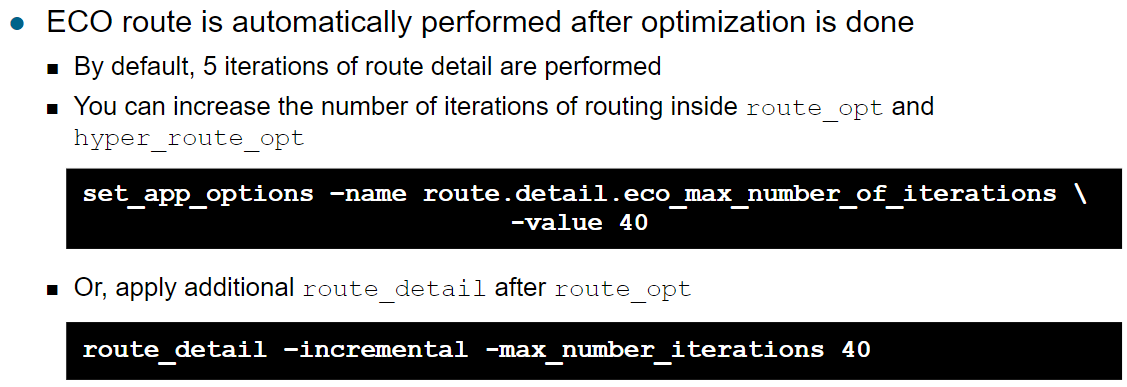 ECO route is automatically performed after optimization is done
By default, 5 iterations of route detail are performed
You can increase the number of iterations of routing inside route_opt and
hyper_route_opt
set_app_options –name route.detail.eco_max_number_of_iterations \
–value 40
Or, apply additional route_detail after route_opt
route_detail –incremental -max_number_iterations 40